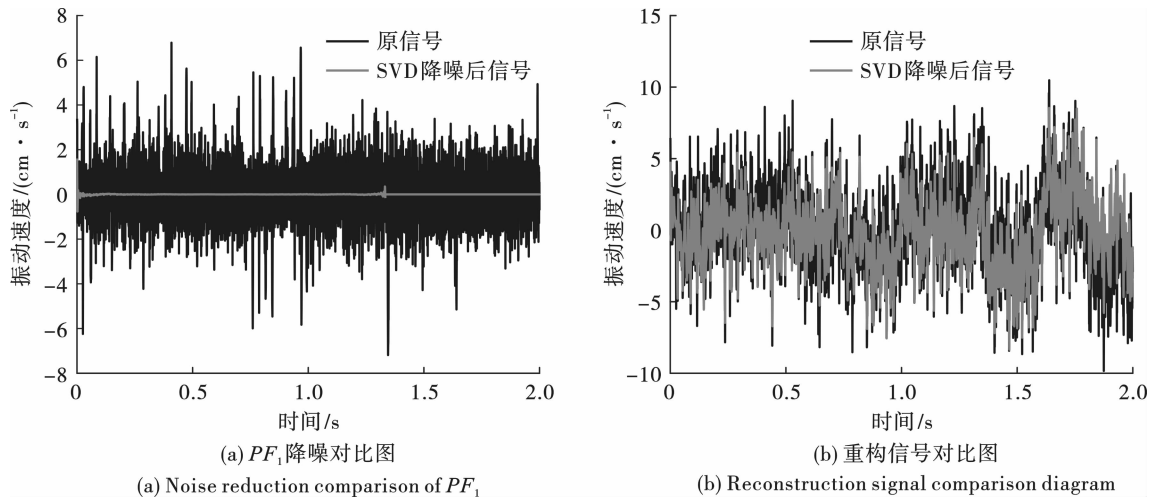 8
6
4
2
0
−2
−4
−6
−8
振动速度/(cm·s⁻¹)
原信号
SVD降噪后信号
0
0.5
1.0
1.5
2.0
时间/s
(a) PF₁降噪对比图
(a) Noise reduction comparison of PF₁
15
10
5
0
−5
−10
振动速度/(cm·s⁻¹)
原信号
SVD降噪后信号
0
0.5
1.0
1.5
2.0
时间/s
(b) 重构信号对比图
(b) Reconstruction signal comparison diagram